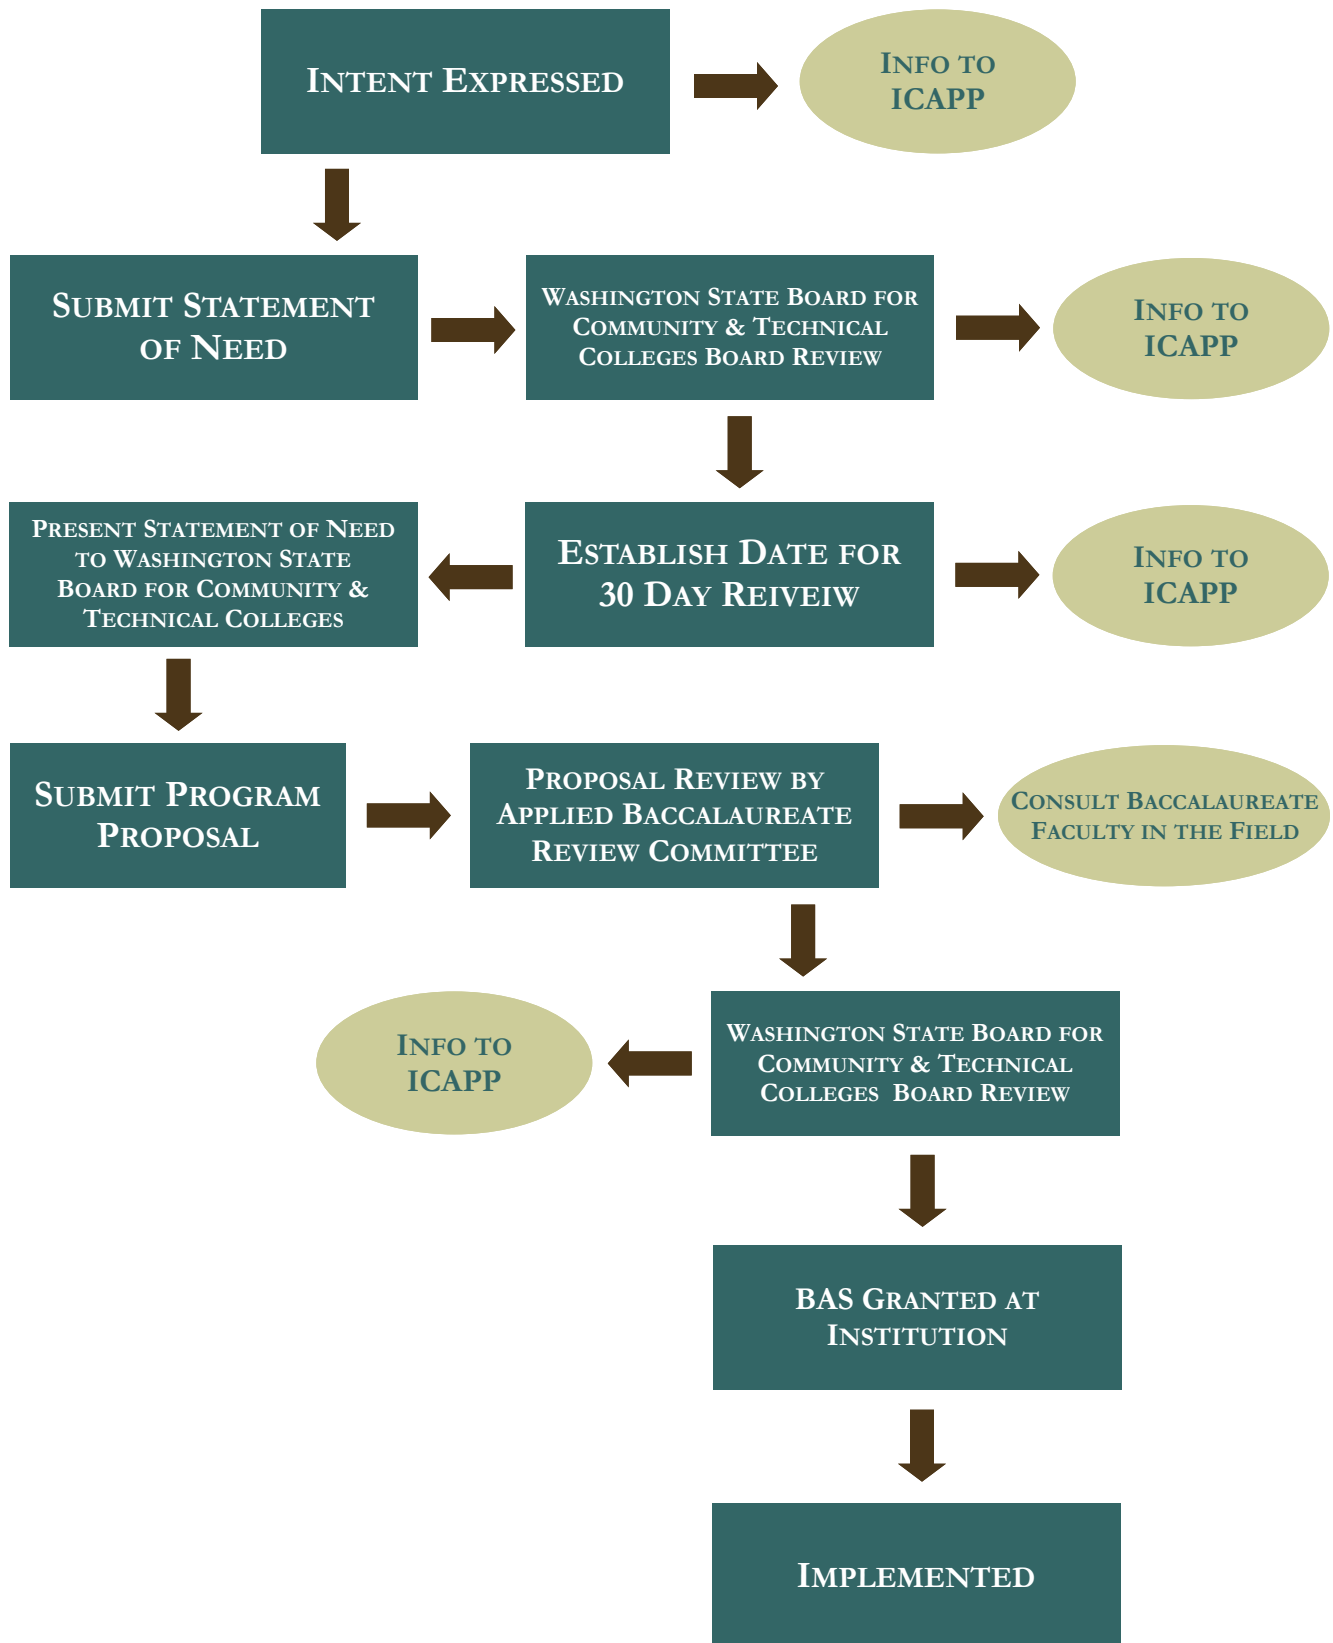 Intent Expressed
Info to
ICAPP
Submit Statement
of Need
Washington State Board for
Community & Technical
Colleges Board Review
Info to
ICAPP
Present Statement of Need
to Washington State
Board for Community &
Technical Colleges
Establish Date for
30 Day Reiveiw
Info to
ICAPP
Submit Program
Proposal
Proposal Review by
Applied Baccalaureate
Review Committee
Consult Baccalaureate
Faculty in the Field
Info to
ICAPP
Washington State Board for
Community & Technical
Colleges Board Review
BAS Granted at
Institution
Implemented